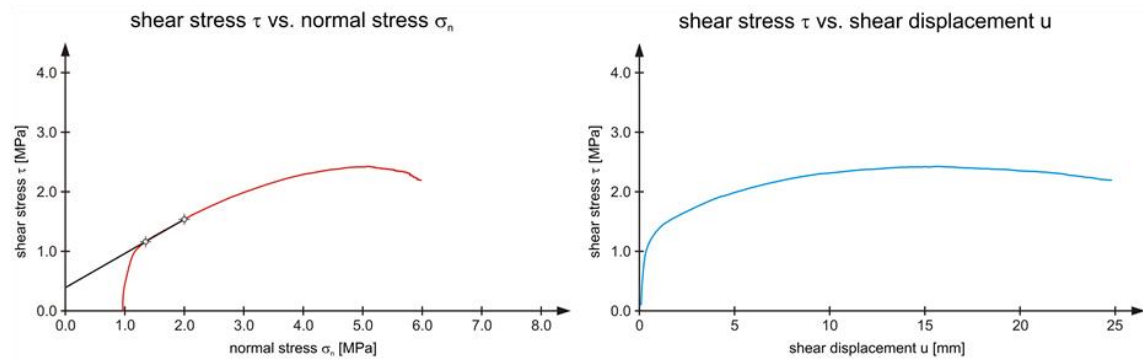 shear stress τ vs. normal stress σn
shear stress τ [MPa]
4.0
3.0
2.0
1.0
0.0
0.0 1.0 2.0 3.0 4.0 5.0 6.0 7.0 8.0
normal stress σn [MPa]
shear stress τ vs. shear displacement u
shear stress τ [MPa]
4.0
3.0
2.0
1.0
0.0
0 5 10 15 20 25
shear displacement u [mm]